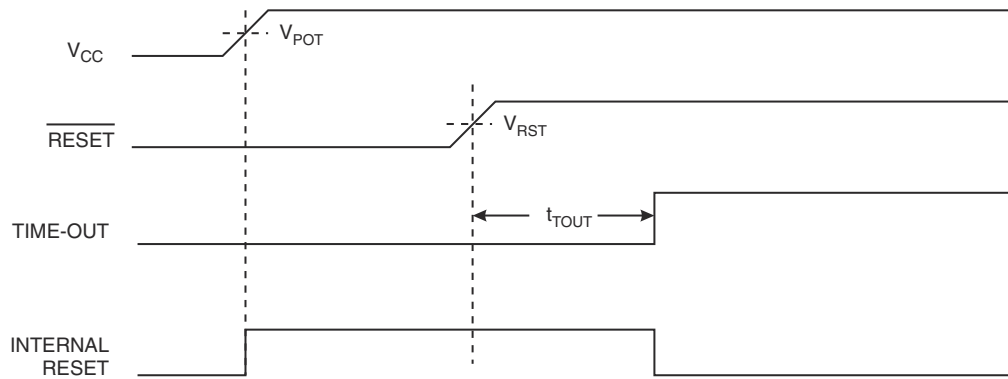 V_CC
V_POT
RESET
V_RST
TIME-OUT
t_TOUT
INTERNAL
RESET